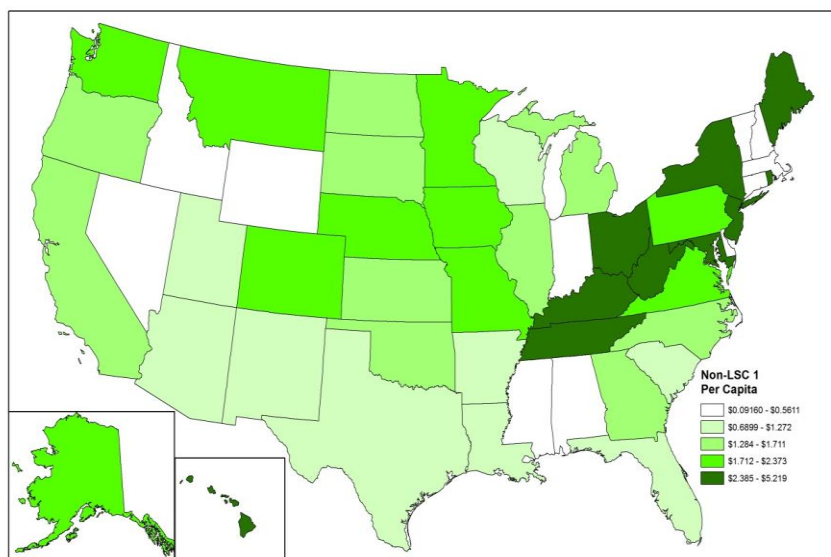 Non-LSC 1
Per Capita
$0.09160 - $0.5611
$0.6899 - $1.272
$1.284 - $1.711
$1.712 - $2.373
$2.385 - $5.219